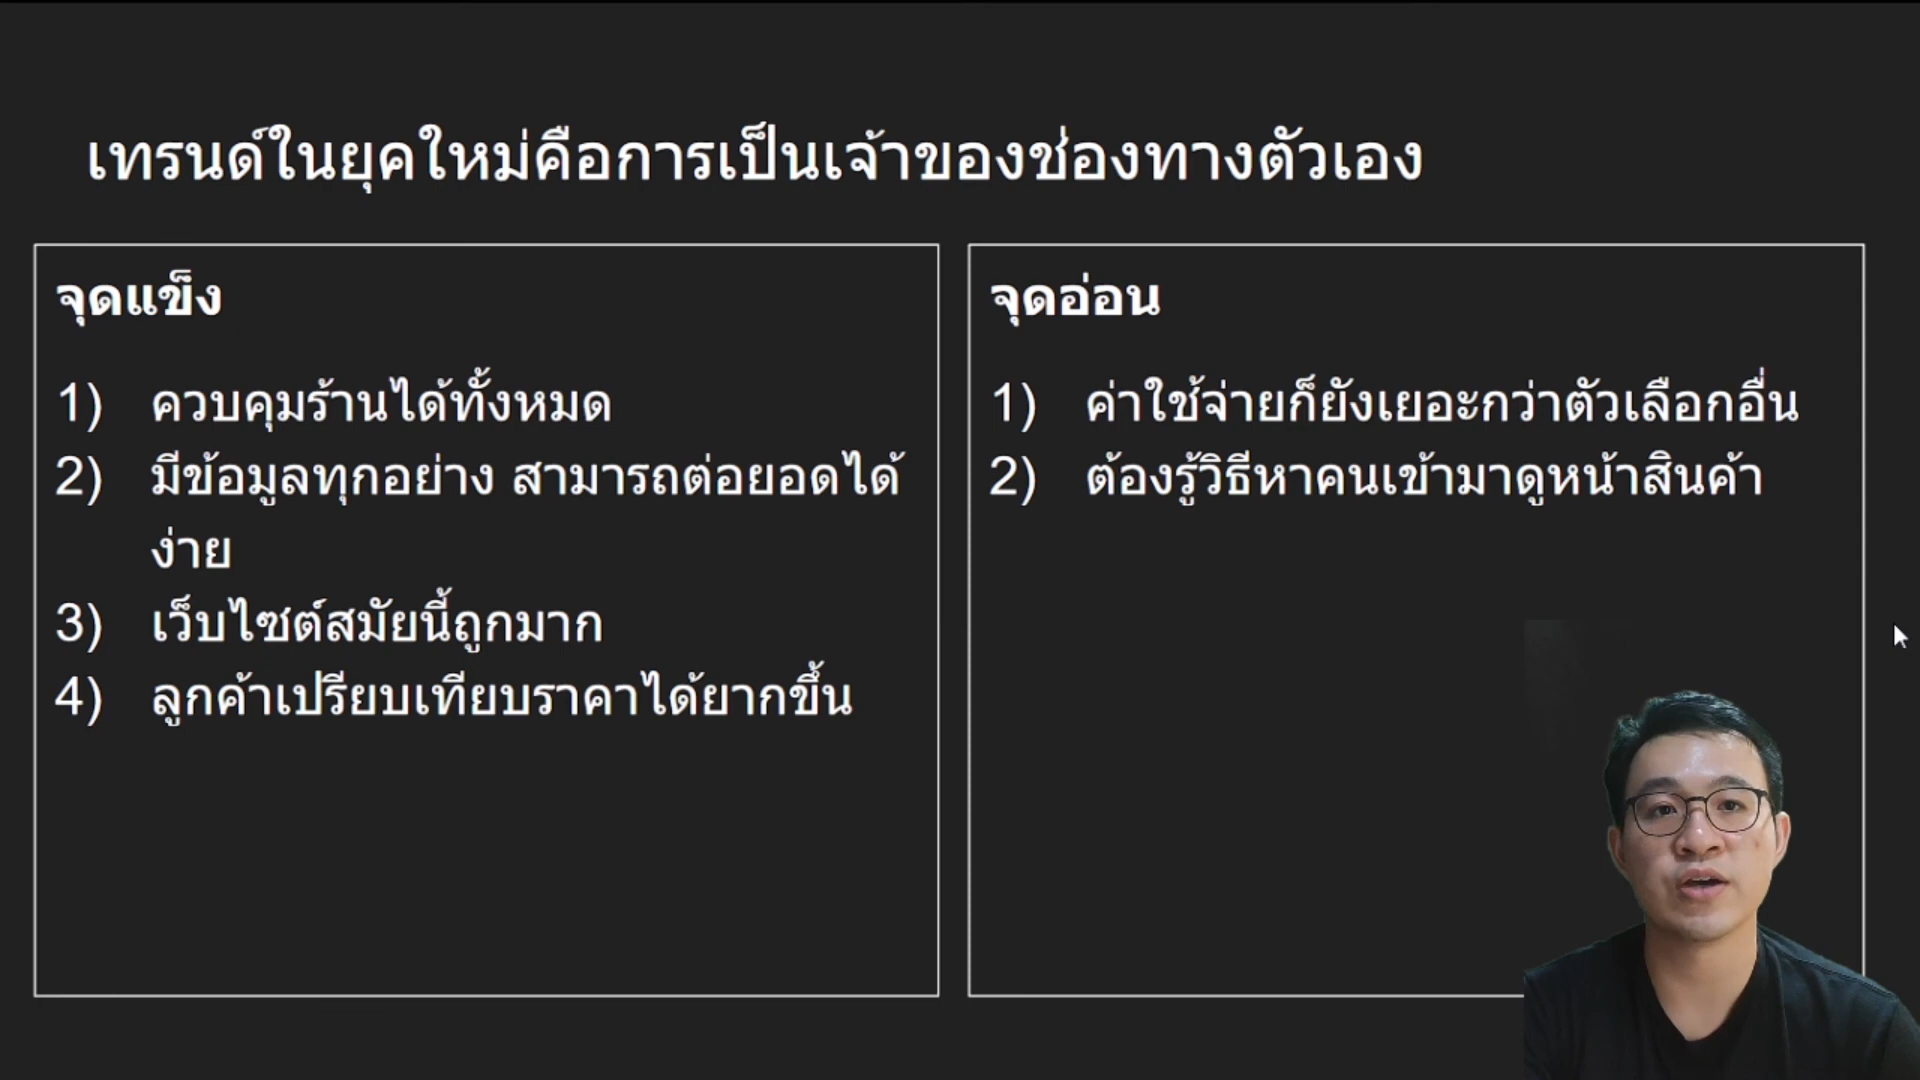 เทรนด์ในยุคใหม่คือการเป็นเจ้าของช่องทางตัวเอง
จุดแข็ง
1) ควบคุมร้านได้ทั้งหมด
2) มีข้อมูลทุกอย่าง สามารถต่อยอดได้
ง่าย
3) เว็บไซต์สมัยนี้ถูกมาก
4) ลูกค้าเปรียบเทียบราคาได้ยากขึ้น
จุดอ่อน
1) ค่าใช้จ่ายก็ยังเยอะกว่าตัวเลือกอื่น
2) ต้องรู้วิธีหาคนเข้ามาดูหน้าสินค้า